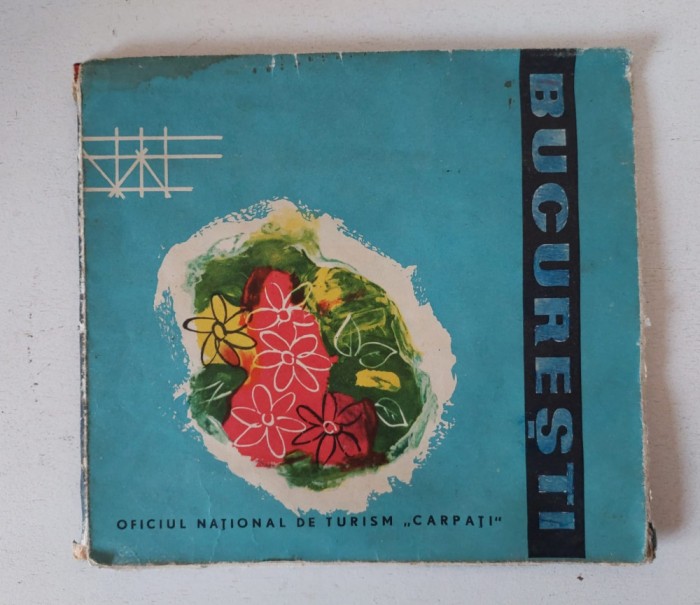 BUCUREȘTI
OFICIUL NAȚIONAL DE TURISM „CARPAȚI“